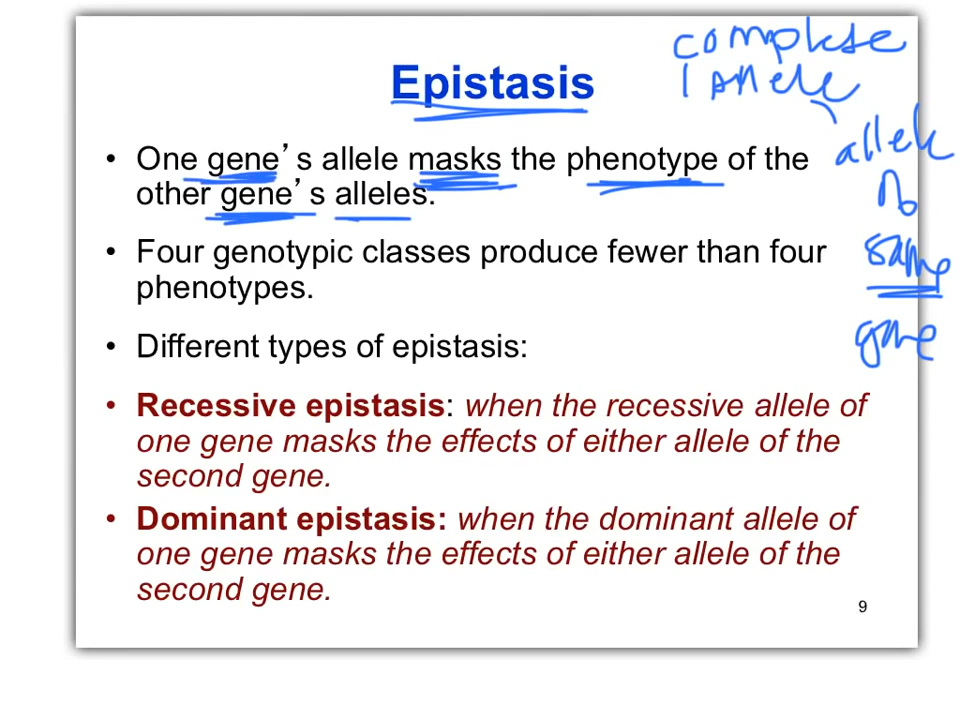 complete
1 allele
Epistasis
allele
• One gene’s allele masks the phenotype of the
other gene’s alleles.
same
• Four genotypic classes produce fewer than four
phenotypes.
gene
• Different types of epistasis:
• Recessive epistasis: when the recessive allele of
one gene masks the effects of either allele of the
second gene.
• Dominant epistasis: when the dominant allele of
one gene masks the effects of either allele of the
second gene.
9